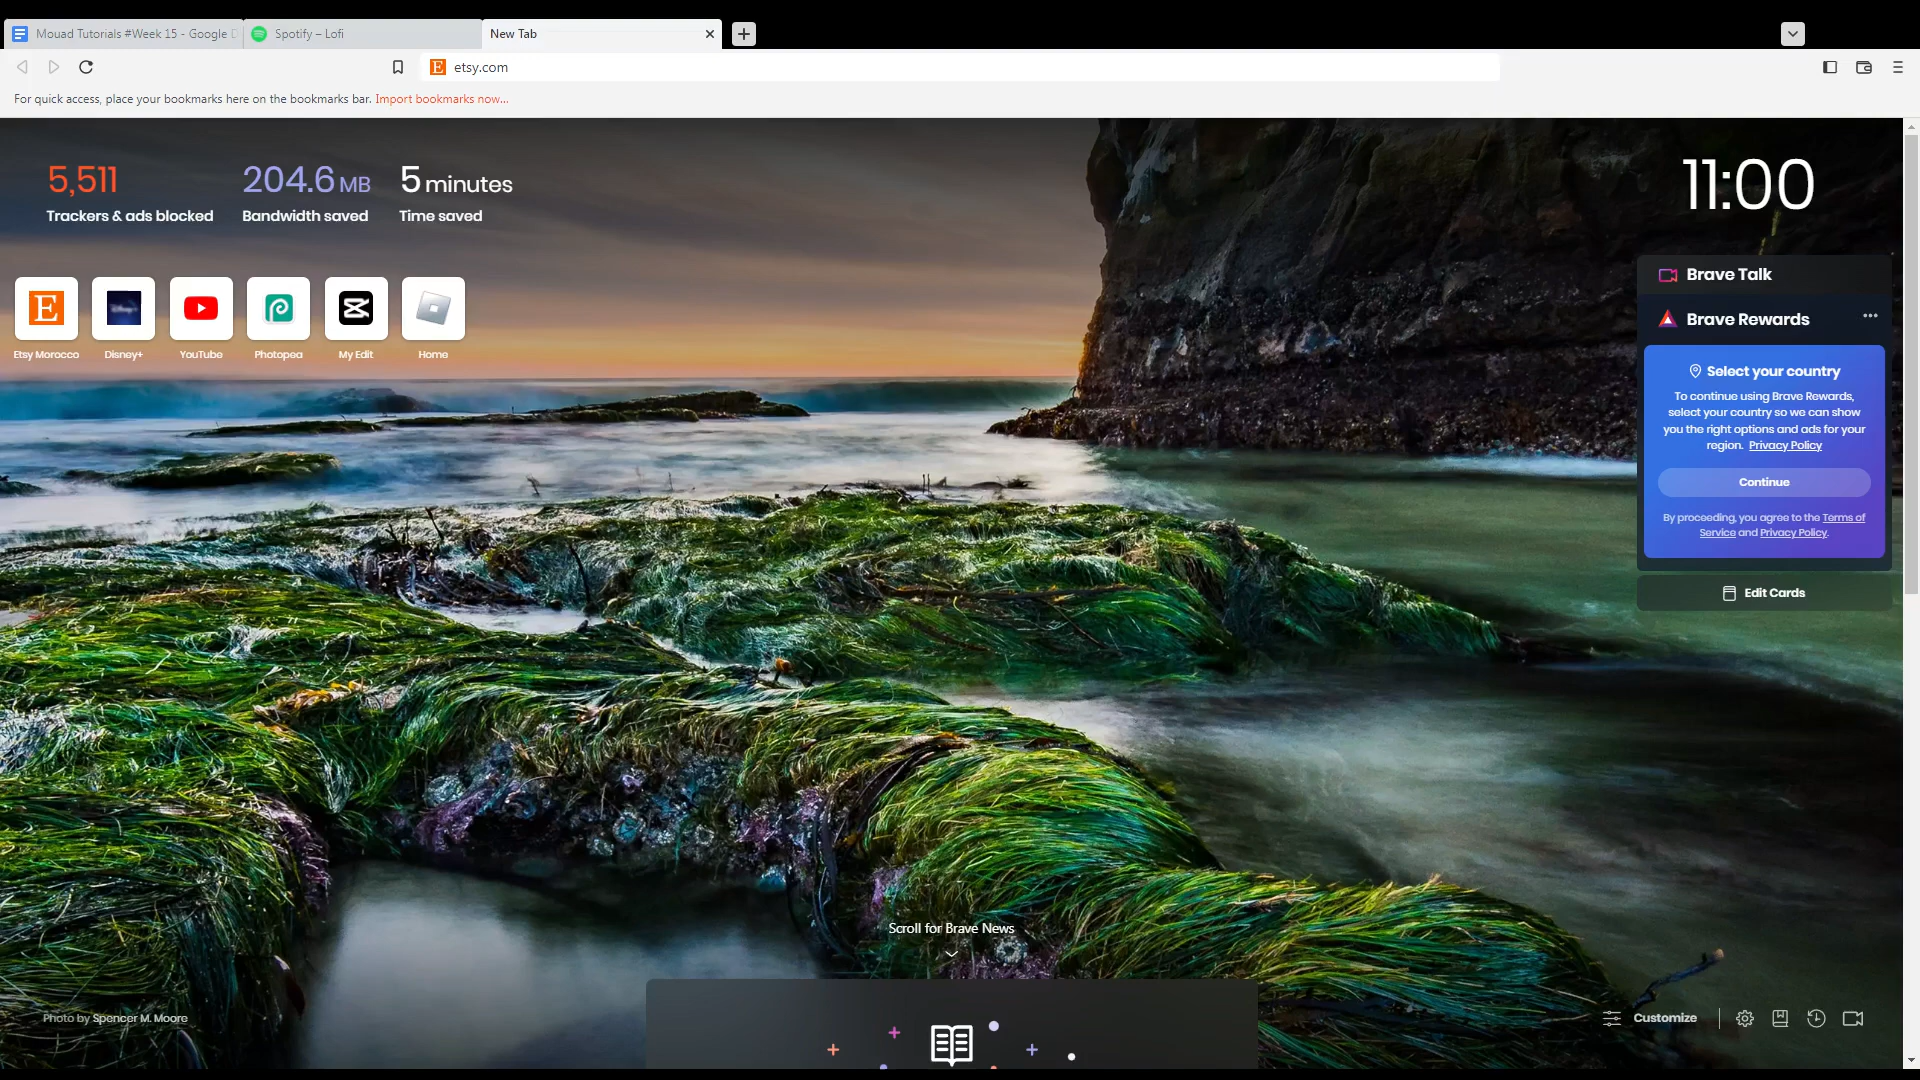 Mouad Tutorials #Week 15 - Google D
Spotify – Lofi
New Tab
etsy.com
For quick access, place your bookmarks here on the bookmarks bar. Import bookmarks now...
5,511
Trackers & ads blocked
204.6 MB
Bandwidth saved
5 minutes
Time saved
11:00
Etsy Morocco
Disney+
YouTube
Photopea
My Edit
Home
Brave Talk
Brave Rewards
Select your country
To continue using Brave Rewards,
select your country so we can show
you the right options and ads for your
region. Privacy Policy
Continue
By proceeding, you agree to the Terms of
Service and Privacy Policy.
Edit Cards
Scroll for Brave News
Photo by Spencer M. Moore
Customize